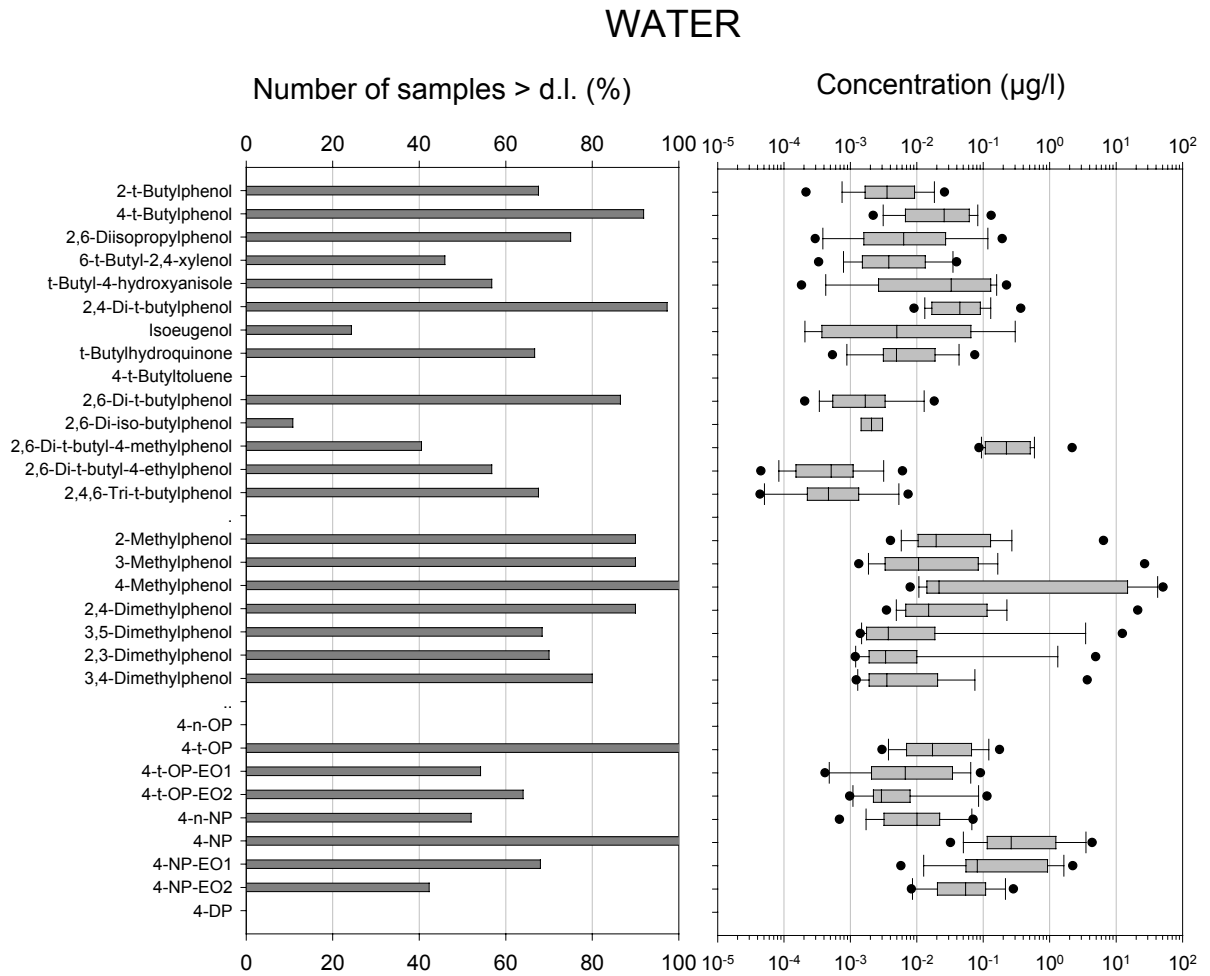 WATER
Number of samples > d.l. (%)
Concentration (µg/l)
0 20 40 60 80 100
10⁻⁵ 10⁻⁴ 10⁻³ 10⁻² 10⁻¹ 10⁰ 10¹ 10²
2-t-Butylphenol
4-t-Butylphenol
2,6-Diisopropylphenol
6-t-Butyl-2,4-xylenol
t-Butyl-4-hydroxyanisole
2,4-Di-t-butylphenol
Isoeugenol
t-Butylhydroquinone
4-t-Butyltoluene
2,6-Di-t-butylphenol
2,6-Di-iso-butylphenol
2,6-Di-t-butyl-4-methylphenol
2,6-Di-t-butyl-4-ethylphenol
2,4,6-Tri-t-butylphenol
.
2-Methylphenol
3-Methylphenol
4-Methylphenol
2,4-Dimethylphenol
3,5-Dimethylphenol
2,3-Dimethylphenol
3,4-Dimethylphenol
..
4-n-OP
4-t-OP
4-t-OP-EO1
4-t-OP-EO2
4-n-NP
4-NP
4-NP-EO1
4-NP-EO2
4-DP
0 20 40 60 80 100
10⁻⁵ 10⁻⁴ 10⁻³ 10⁻² 10⁻¹ 10⁰ 10¹ 10²